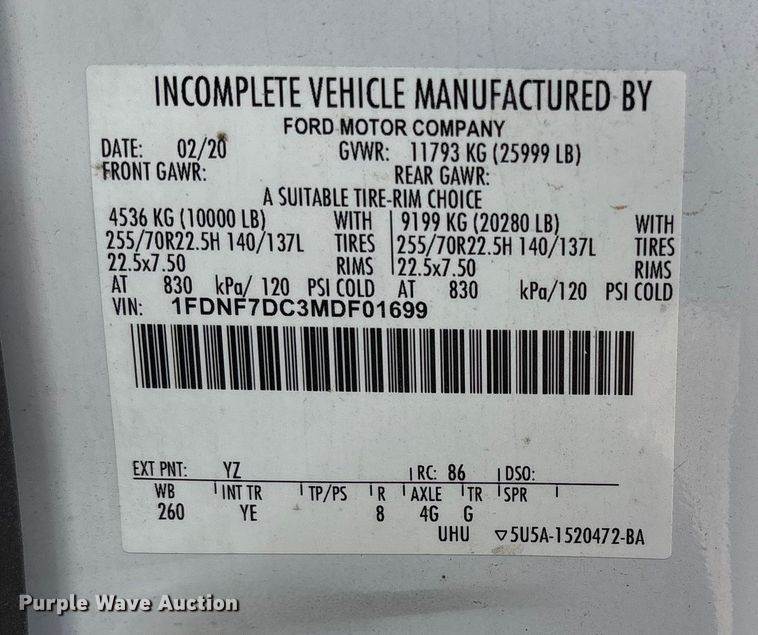 INCOMPLETE VEHICLE MANUFACTURED BY
FORD MOTOR COMPANY
DATE: 02/20 GVWR: 11793 KG (25999 LB)
FRONT GAWR: REAR GAWR:
A SUITABLE TIRE-RIM CHOICE
4536 KG (10000 LB) WITH 9199 KG (20280 LB) WITH
255/70R22.5H 140/137L TIRES 255/70R22.5H 140/137L TIRES
22.5x7.50 RIMS 22.5x7.50 RIMS
AT 830 kPa/ 120 PSI COLD AT 830 kPa/120 PSI COLD
VIN: 1FDNF7DC3MDF01699
EXT PNT: YZ RC: 86 DSO:
WB INT TR TP/PS R AXLE TR SPR
260 YE 8 4G G
UHU ▽5U5A-1520472-BA
Purple Wave Auction